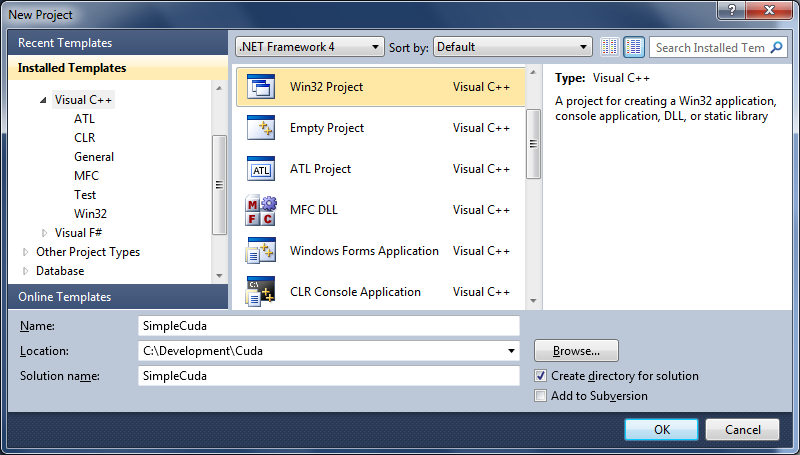 New Project
Recent Templates
.NET Framework 4
Sort by:
Default
Search Installed Tem
Installed Templates
Visual C++
ATL
CLR
General
MFC
Test
Win32
Visual F#
Other Project Types
Database
Online Templates
Win32 Project Visual C++
Empty Project Visual C++
ATL ATL Project Visual C++
MFC MFC DLL Visual C++
Windows Forms Application Visual C++
C:\ CLR Console Application Visual C++
Type: Visual C++
A project for creating a Win32 application,
console application, DLL, or static library
Name: SimpleCuda
Location: C:\Development\Cuda Browse...
Solution name: SimpleCuda
Create directory for solution
Add to Subversion
OK Cancel